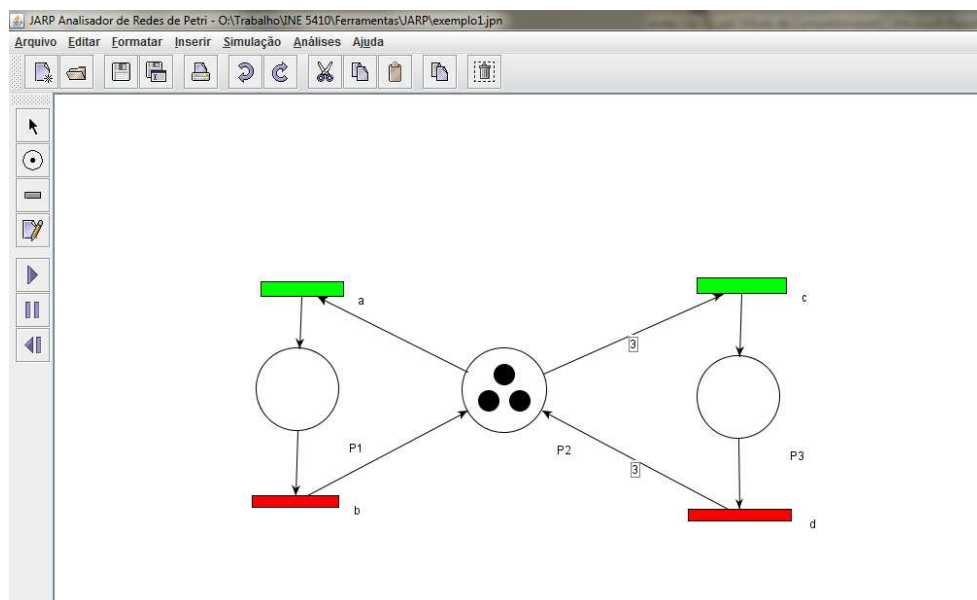 JARP Analisador de Redes de Petri - O:\Trabalho\INE 5410\Ferramentas\JARP\exemplo1.jpn
Arquivo Editar Formatar Inserir Simulação Análises Ajuda
a
c
3
P1
P2
P3
3
b
d